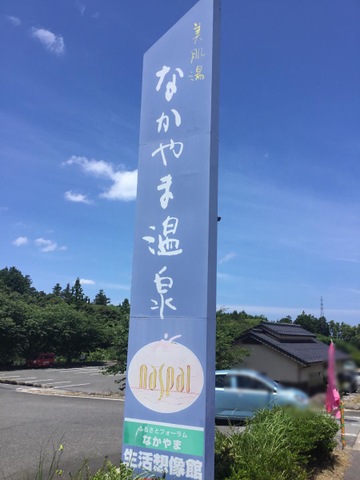 美肌湯
なかやま温泉
naspal
ふるさとフォーラム
なかやま
生活想像館